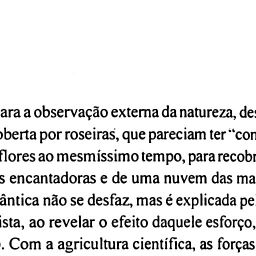 ara a observação externa da natureza, des
oberta por roseiras, que pareciam ter “con
flores ao mesmíssimo tempo, para recobr
s encantadoras e de uma nuvem das ma
ântica não se desfaz, mas é explicada pe
ista, ao revelar o efeito daquele esforço,
. Com a agricultura científica, as forças